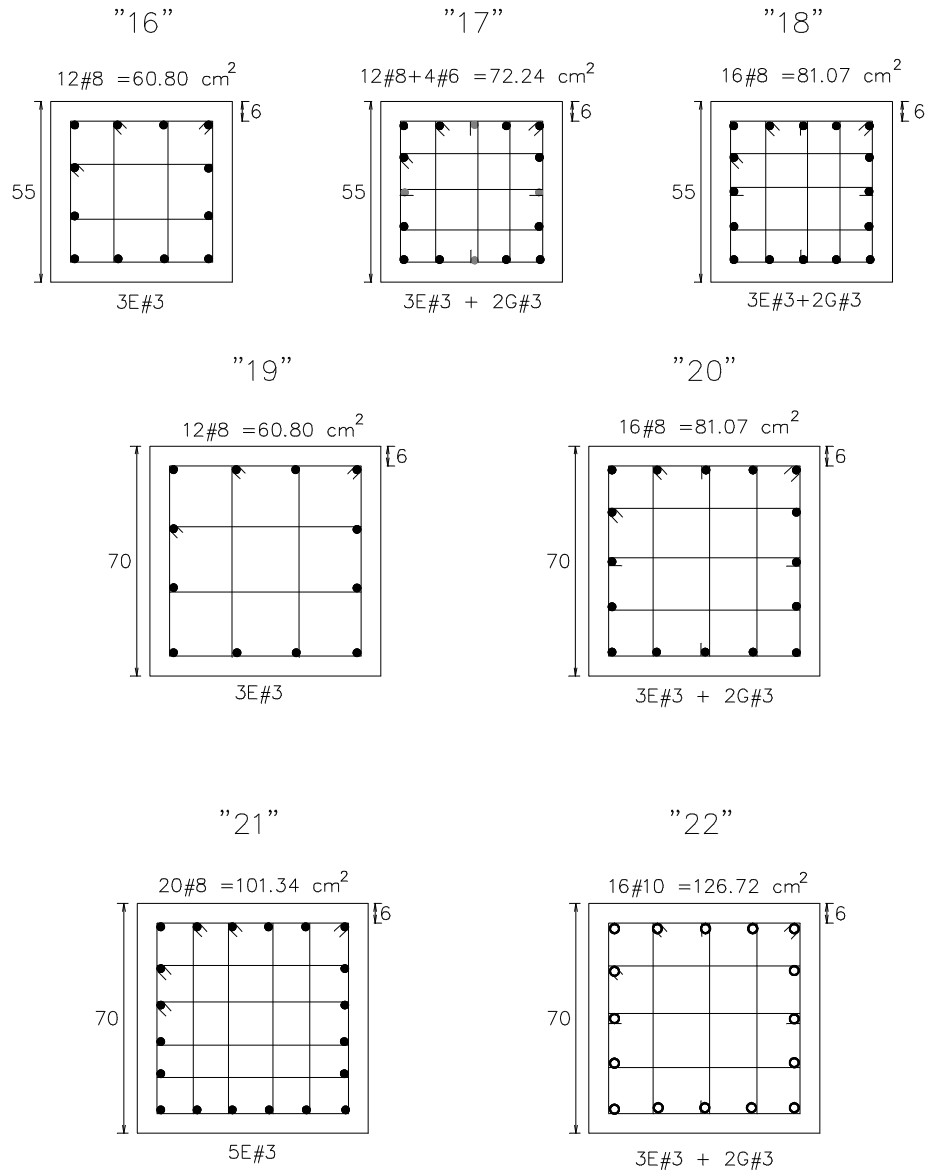 ”16”
”17”
”18”
12#8 =60.80 cm²
12#8+4#6 =72.24 cm²
16#8 =81.07 cm²
6
6
6
55
55
55
3E#3
3E#3 + 2G#3
3E#3+2G#3
”19”
”20”
12#8 =60.80 cm²
16#8 =81.07 cm²
6
6
70
70
3E#3
3E#3 + 2G#3
”21”
”22”
20#8 =101.34 cm²
16#10 =126.72 cm²
6
6
70
70
5E#3
3E#3 + 2G#3